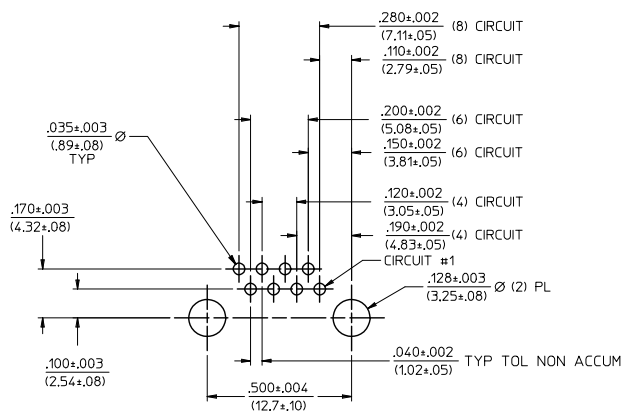 .280±.002 (8) CIRCUIT
(7.11±.05)
.110±.002 (8) CIRCUIT
(2.79±.05)
.200±.002 (6) CIRCUIT
(5.08±.05)
.150±.002 (6) CIRCUIT
(3.81±.05)
.035±.003 Ø
(.89±.08)
TYP
.120±.002 (4) CIRCUIT
(3.05±.05)
.190±.002 (4) CIRCUIT
(4.83±.05)
.170±.003
(4.32±.08)
CIRCUIT #1
.128±.003 Ø (2) PL
(3.25±.08)
.100±.003
(2.54±.08)
.040±.002 TYP TOL NON ACCUM
(1.02±.05)
.500±.004
(12.7±.10)